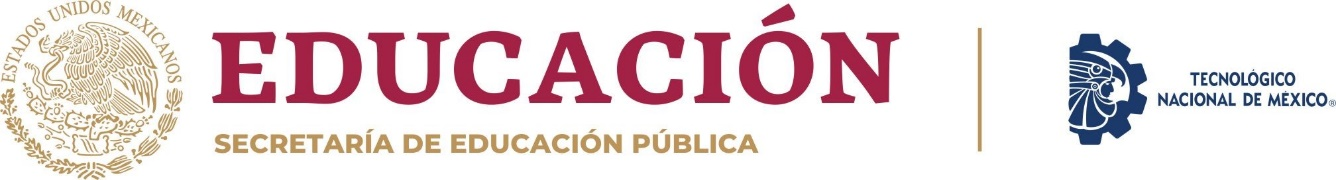 ESTADOS UNIDOS MEXICANOS
EDUCACIÓN
SECRETARÍA DE EDUCACIÓN PÚBLICA
TECNOLÓGICO
NACIONAL DE MÉXICO®